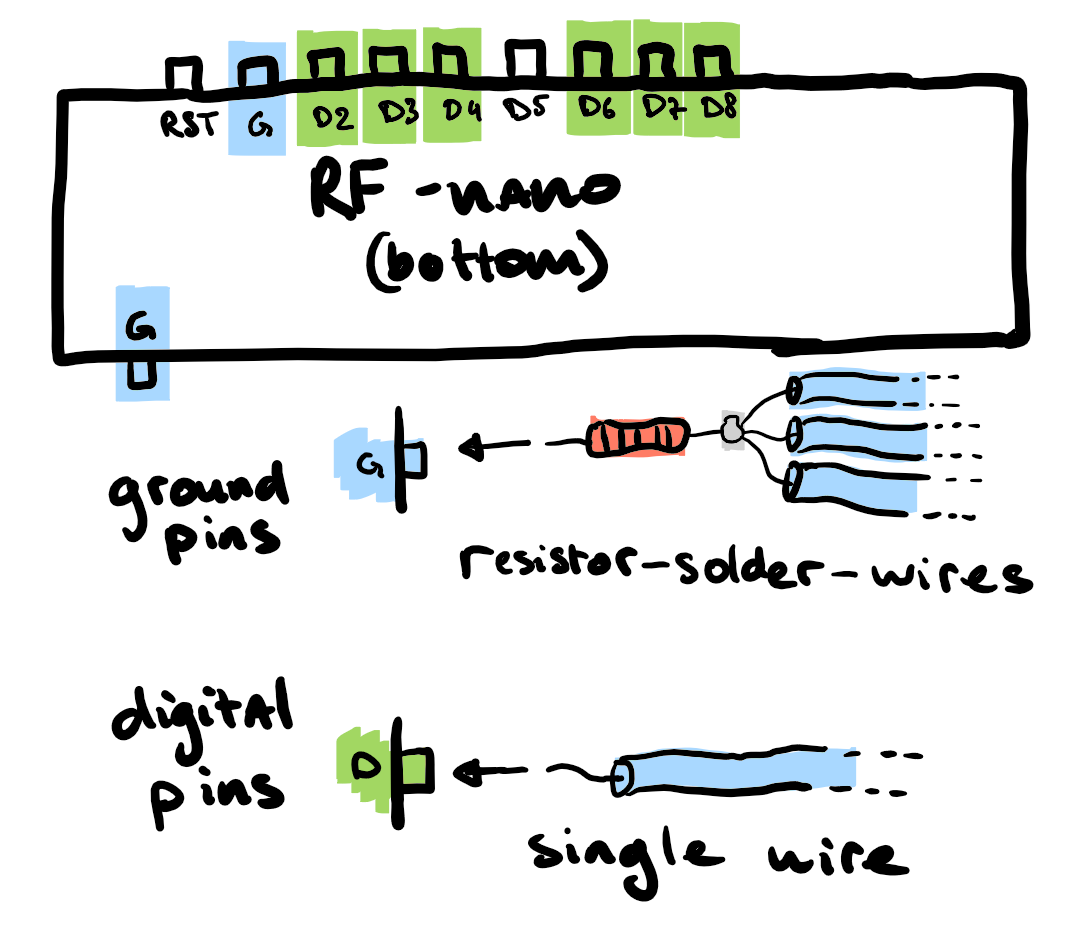 RST G D2 D3 D4 D5 D6 D7 D8
RF-nano
(bottom)
G
G
ground
pins
resistor-solder-wires
digital
pins
D
single wire